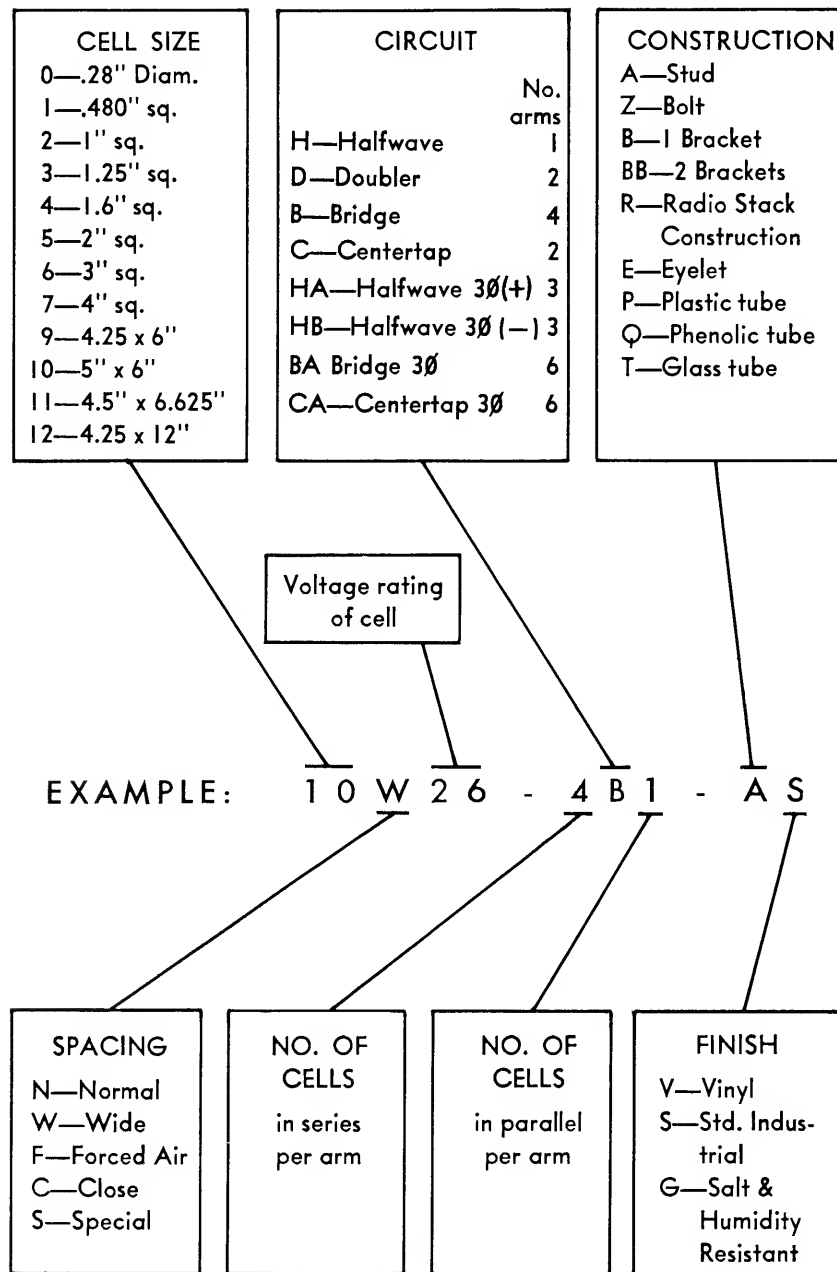 CELL SIZE
0—.28" Diam.
1—.480" sq.
2—1" sq.
3—1.25" sq.
4—1.6" sq.
5—2" sq.
6—3" sq.
7—4" sq.
9—4.25 x 6"
10—5" x 6"
11—4.5" x 6.625"
12—4.25 x 12"
CIRCUIT
No.
arms
H—Halfwave 1
D—Doubler 2
B—Bridge 4
C—Centertap 2
HA—Halfwave 3Ø(+) 3
HB—Halfwave 3Ø (—) 3
BA Bridge 3Ø 6
CA—Centertap 3Ø 6
CONSTRUCTION
A—Stud
Z—Bolt
B—1 Bracket
BB—2 Brackets
R—Radio Stack
Construction
E—Eyelet
P—Plastic tube
Q—Phenolic tube
T—Glass tube
Voltage rating
of cell
EXAMPLE: 10 W 26 - 4 B 1 - A S
SPACING
N—Normal
W—Wide
F—Forced Air
C—Close
S—Special
NO. OF
CELLS
in series
per arm
NO. OF
CELLS
in parallel
per arm
FINISH
V—Vinyl
S—Std. Indus-
trial
G—Salt &
Humidity
Resistant